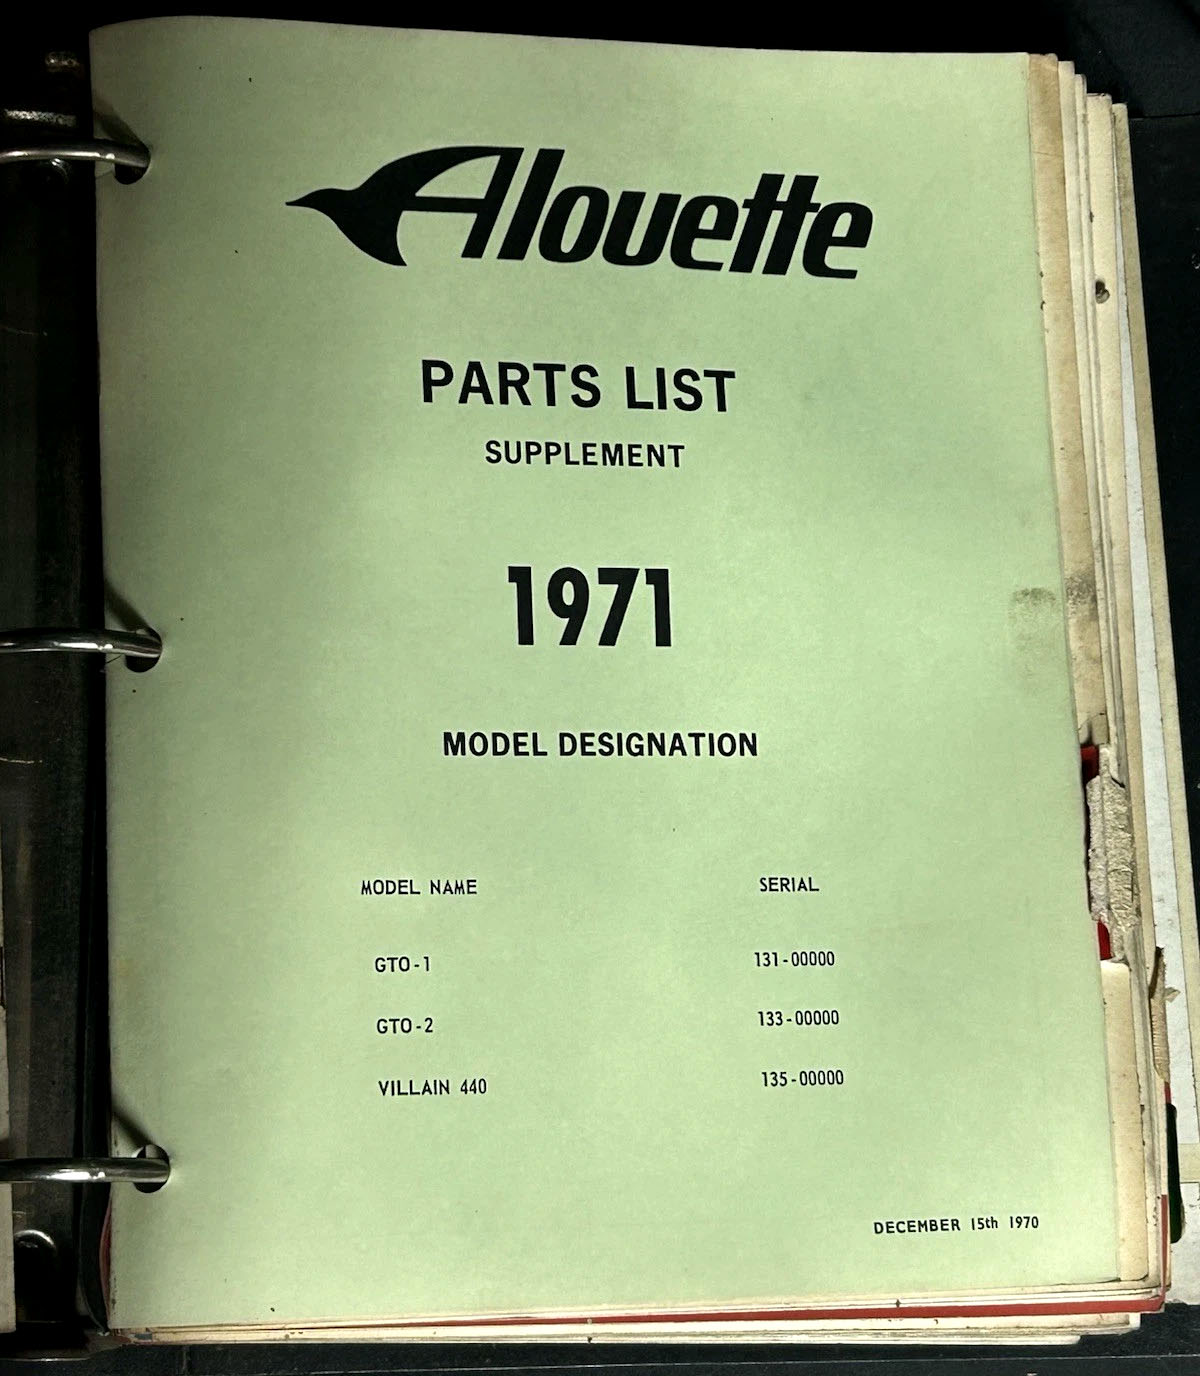 Alouette
PARTS LIST
SUPPLEMENT
1971
MODEL DESIGNATION
MODEL NAME SERIAL
GTO-1 131-00000
GTO-2 133-00000
VILLAIN 440 135-00000
DECEMBER 15th 1970